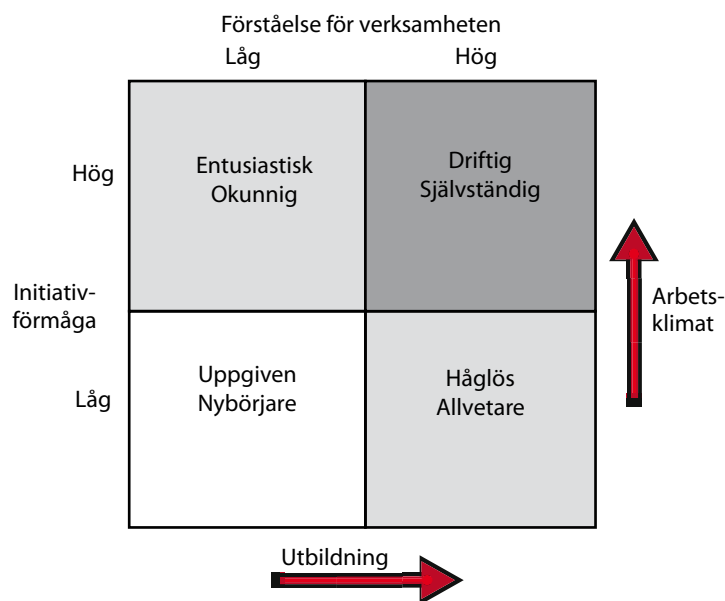 Förståelse för verksamheten
Låg
Hög
Hög
Entusiastisk
Okunnig
Driftig
Självständig
Initiativ-
förmåga
Arbets-
klimat
Låg
Uppgiven
Nybörjare
Håglös
Allvetare
Utbildning